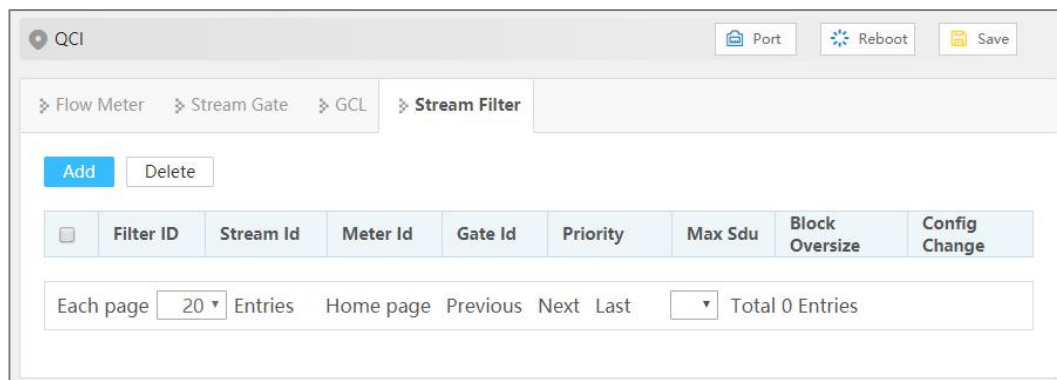 QCI Port Reboot Save
Flow Meter Stream Gate GCL Stream Filter
Add Delete
Filter ID Stream Id Meter Id Gate Id Priority Max Sdu Block Oversize Config Change
Each page 20 Entries Home page Previous Next Last Total 0 Entries